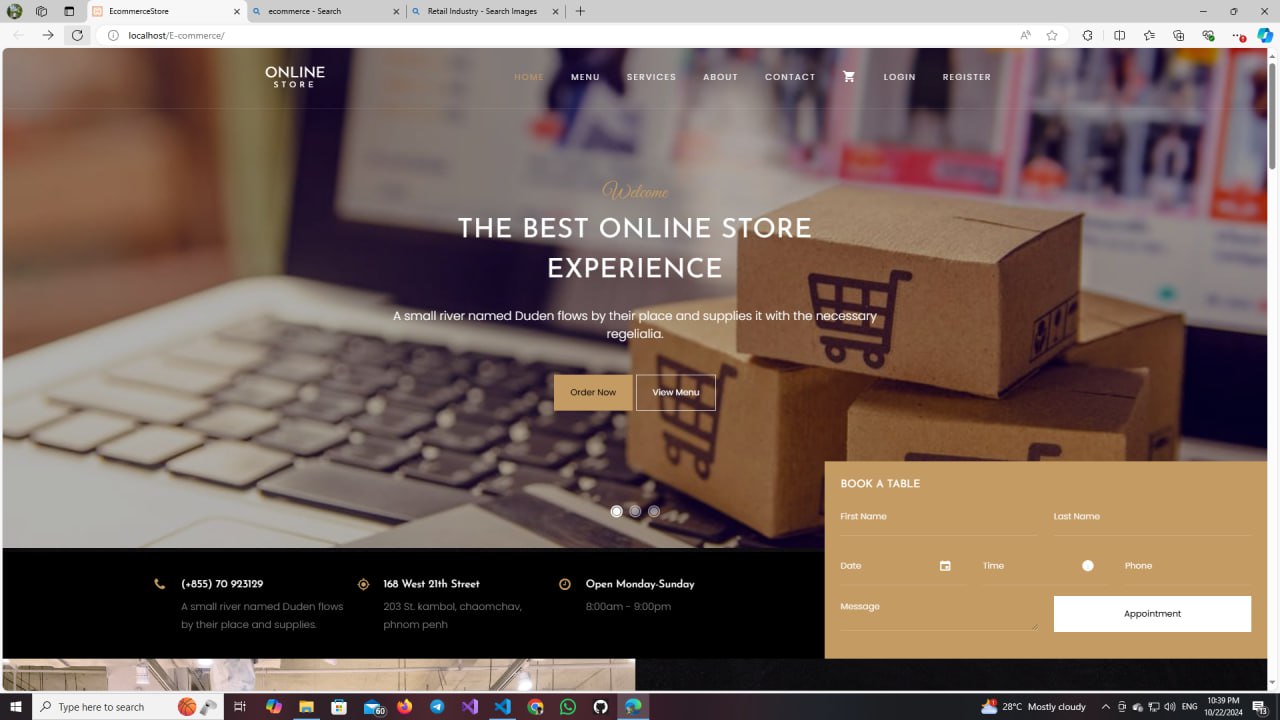 EcommerceStore
EcommerceStore - Search Images
Retail Industry - Search Images
localhost/E-commerce/
ONLINE
STORE
HOME MENU SERVICES ABOUT CONTACT LOGIN REGISTER
Welcome
THE BEST ONLINE STORE
EXPERIENCE
A small river named Duden flows by their place and supplies it with the necessary
regelialia.
Order Now View Menu
BOOK A TABLE
First Name Last Name
Date Time Phone
Message
Appointment
(+855) 70 923129
A small river named Duden flows
by their place and supplies.
168 West 21th Street
203 St. kambol, chaomchav,
phnom penh
Open Monday-Sunday
8:00am - 9:00pm
Type here to search
60
28°C Mostly cloudy
ENG
10:39 PM
10/22/2024